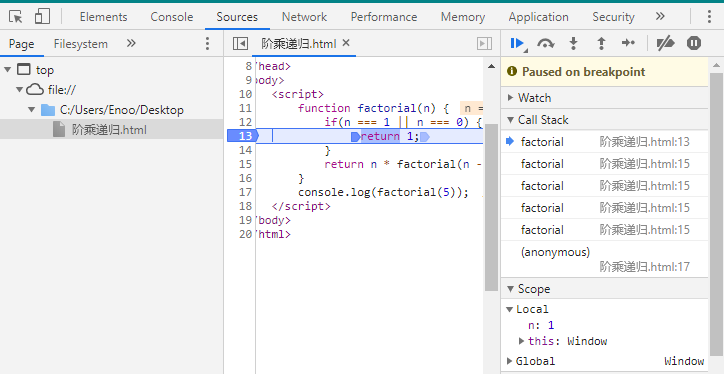 Elements Console Sources Network Performance Memory Application Security »
Page Filesystem »
阶乘递归.html ×
top
file://
C:/Users/Enoo/Desktop
阶乘递归.html
8 /head>
9 body>
10 <script>
11 function factorial(n) { n =
12 if(n === 1 || n === 0) {
13 return 1;
14 }
15 return n * factorial(n -
16 }
17 console.log(factorial(5));
18 </script>
19 /body>
20 /html>
Paused on breakpoint
Watch
Call Stack
factorial 阶乘递归.html:13
factorial 阶乘递归.html:15
factorial 阶乘递归.html:15
factorial 阶乘递归.html:15
factorial 阶乘递归.html:15
(anonymous)
阶乘递归.html:17
Scope
Local
n: 1
this: Window
Global Window